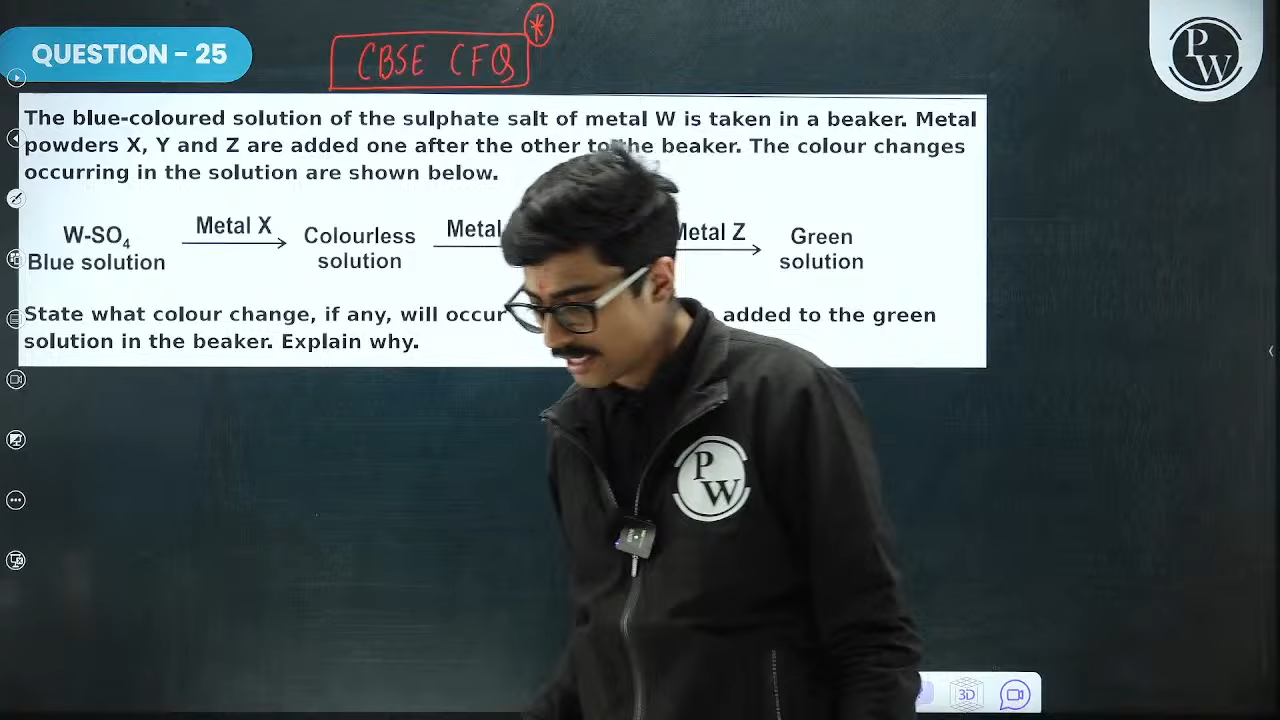 QUESTION – 25
CBSE CFQ *
PW
The blue-coloured solution of the sulphate salt of metal W is taken in a beaker. Metal
powders X, Y and Z are added one after the other to the beaker. The colour changes
occurring in the solution are shown below.
W-SO₄ Metal X Colourless Metal Metal Z Green
Blue solution solution solution
State what colour change, if any, will occur added to the green
solution in the beaker. Explain why.
PW
3D